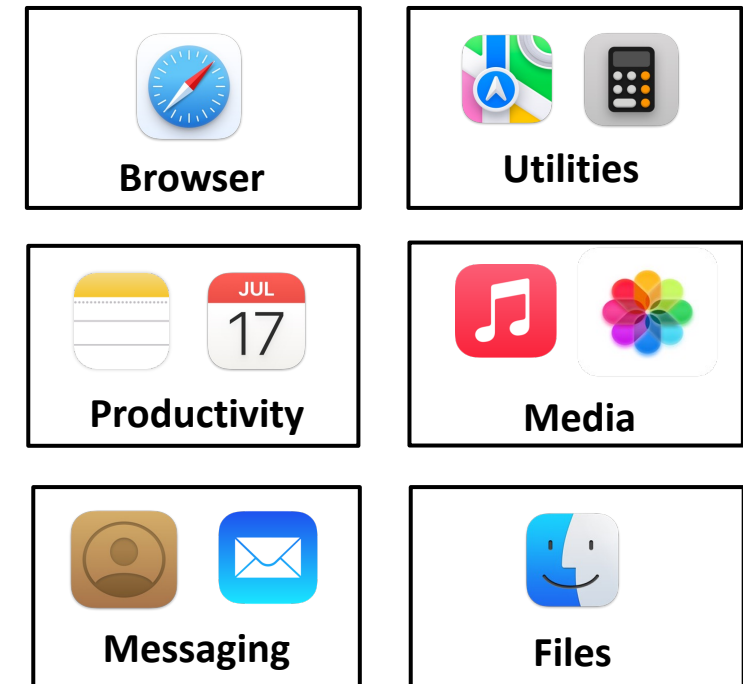 Browser
Utilities
JUL
17
Productivity
Media
Messaging
Files